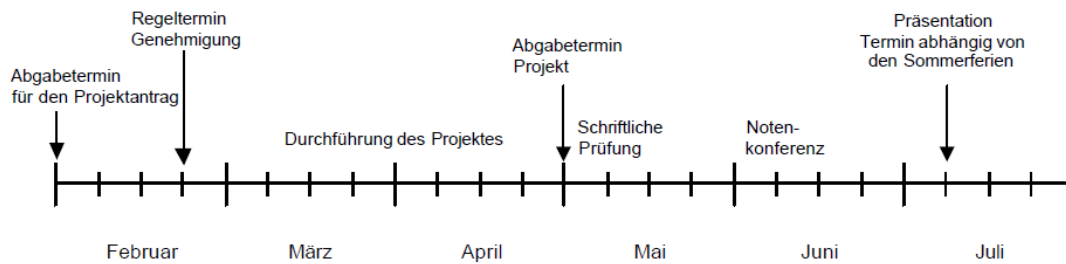 Regeltermin
Genehmigung
Präsentation
Termin abhängig von
den Sommerferien
Abgabetermin
Projekt
Abgabetermin
für den Projektantrag
Durchführung des Projektes
Schriftliche
Prüfung
Noten-
konferenz
Februar
März
April
Mai
Juni
Juli